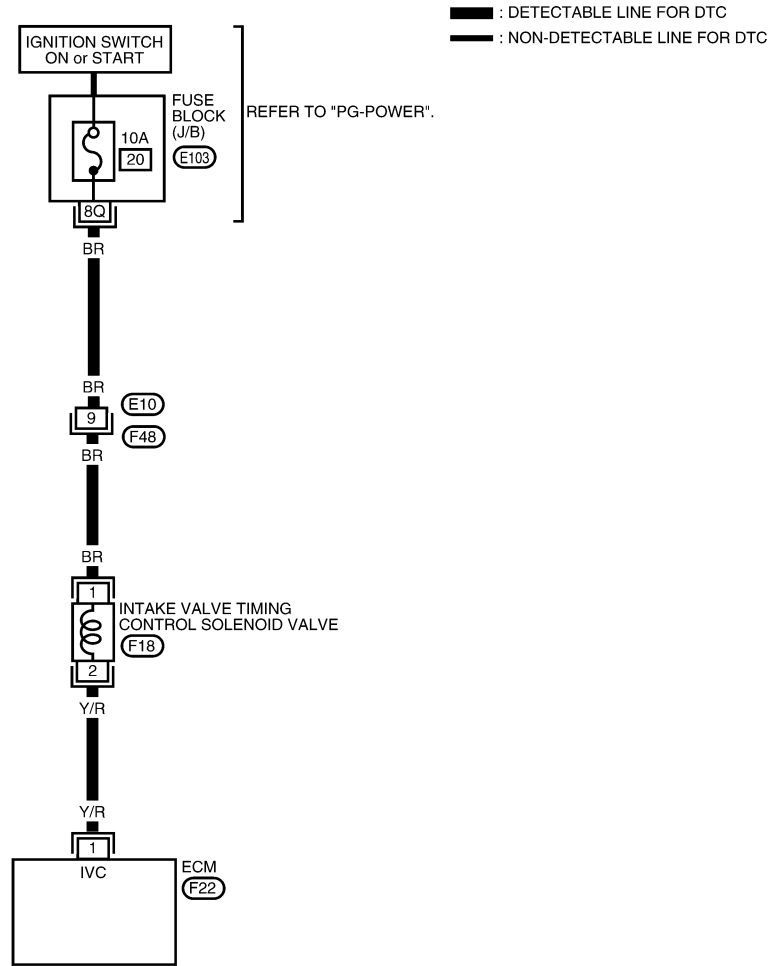 : DETECTABLE LINE FOR DTC
: NON-DETECTABLE LINE FOR DTC
IGNITION SWITCH
ON or START
FUSE
BLOCK
(J/B)
E103
10A
20
REFER TO "PG-POWER".
8Q
BR
BR
E10
9
F48
BR
BR
1
INTAKE VALVE TIMING
CONTROL SOLENOID VALVE
F18
2
Y/R
Y/R
1
IVC
ECM
F22